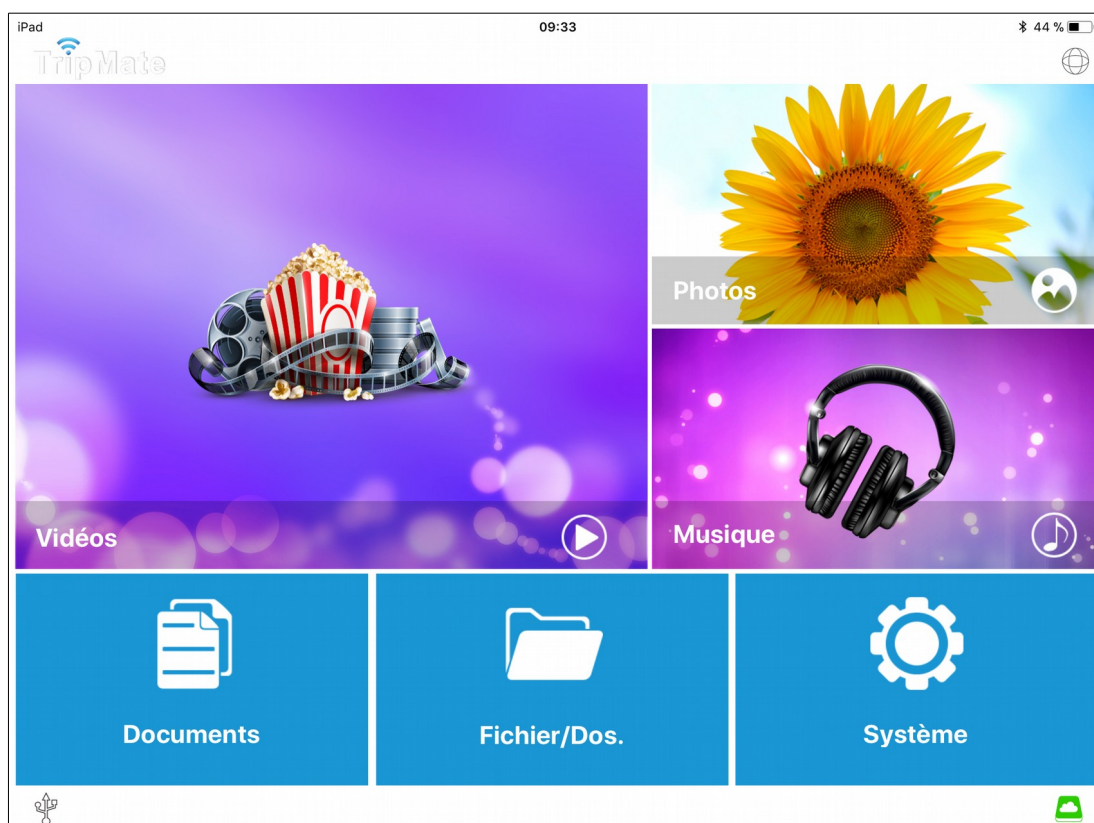 iPad 09:33 44 %
TripMate
Photos
Vidéos
Musique
Documents
Fichier/Dos.
Système